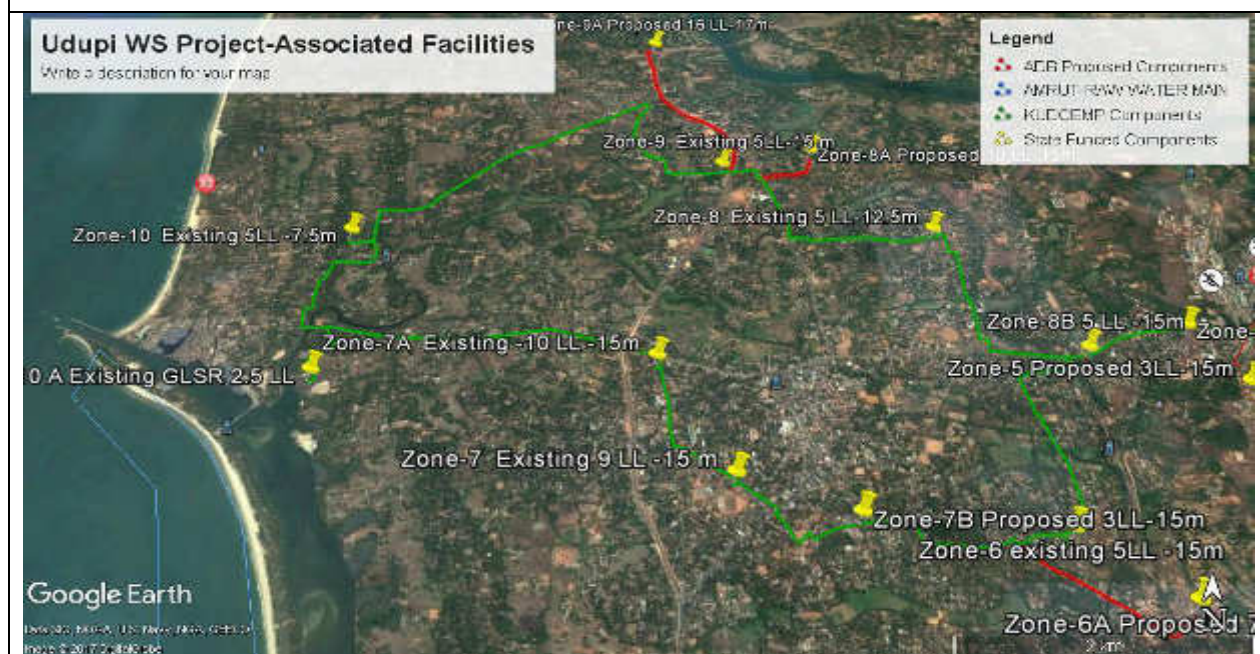 Zone-9A Proposed 16 LL-17m
Udupi WS Project-Associated Facilities
Write a description for your map
Legend
ADB Proposed Components
AMRUT-RAW WATER MAIN
KUDCEMP Components
State Funded Components
Zone-9 Existing 5LL-15m
Zone-8A Proposed
Zone-8 Existing 5 LL-12.5m
Zone-10 Existing 5LL -7.5m
Zone-8B 5 LL -15m
Zone-
Zone-7A Existing -10 LL -15m
Zone-5 Proposed 3LL-15m
0 A Existing GLSR 2.5 LL
Zone-7 Existing 9 LL -15 m
Zone-7B Proposed 3LL-15m
Zone-6 existing 5LL -15m
Zone-6A Proposed 7
Google Earth
N
2 km